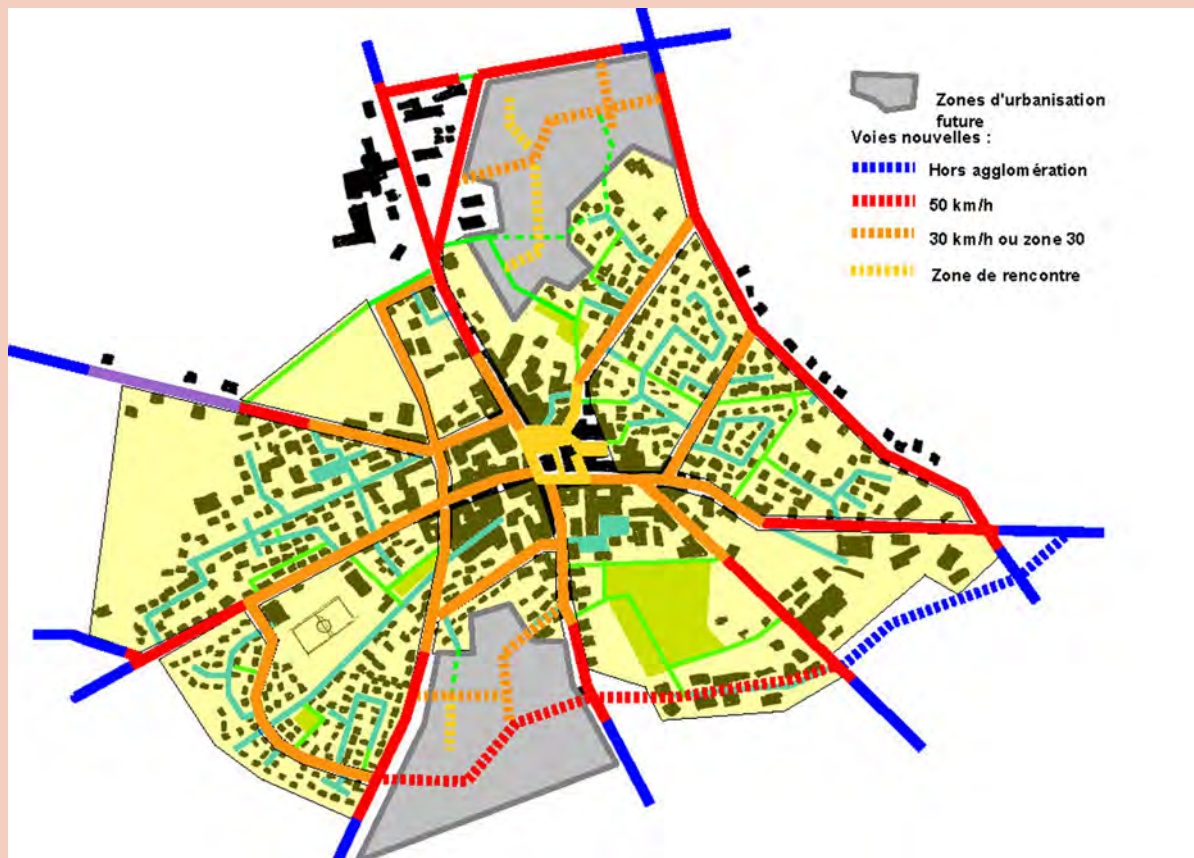 Zones d'urbanisation
future
Voies nouvelles :
Hors agglomération
50 km/h
30 km/h ou zone 30
Zone de rencontre